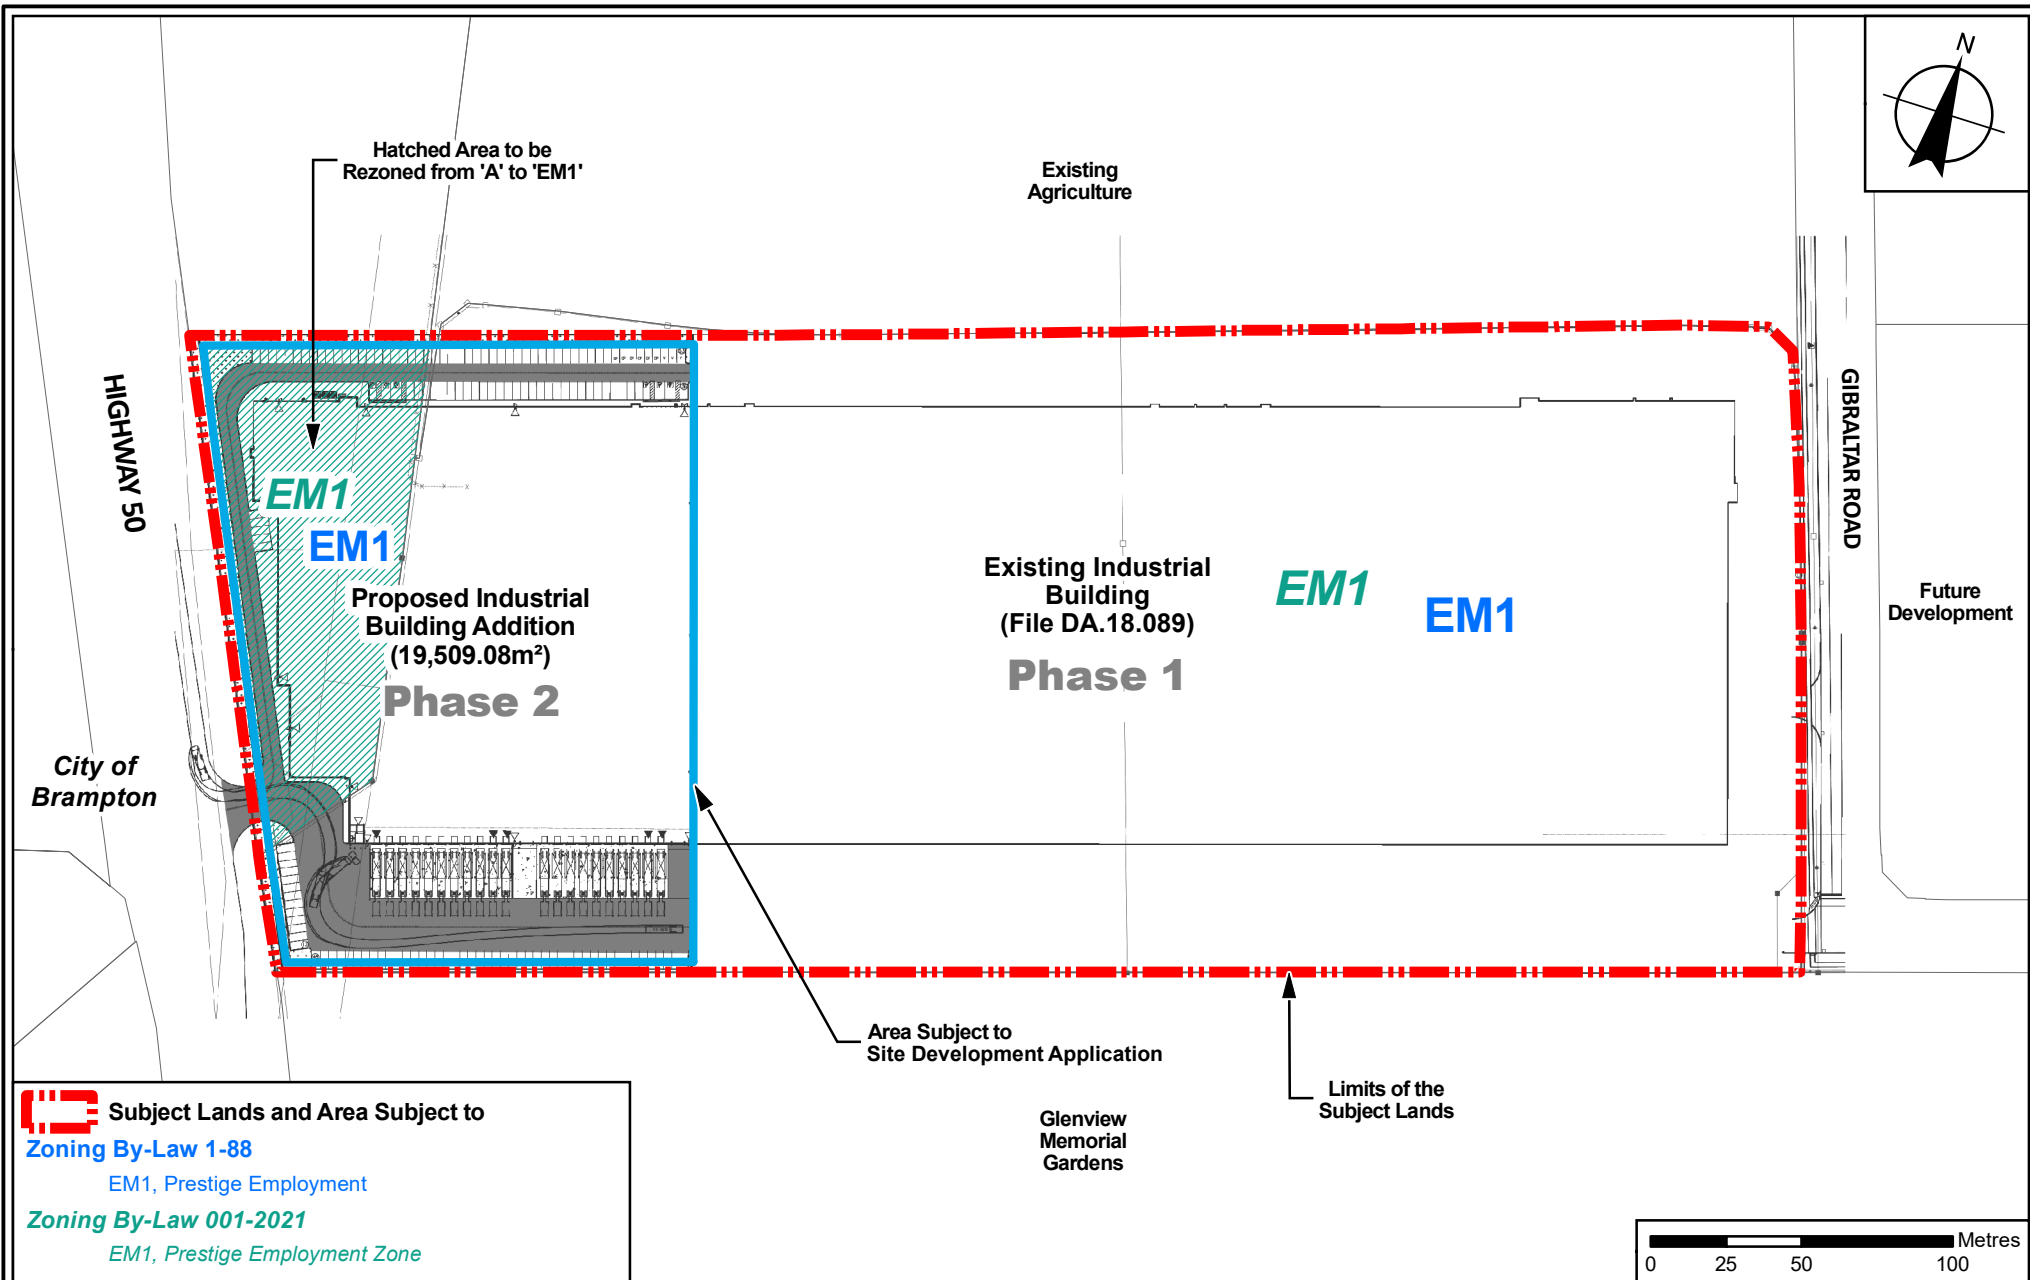 N
Hatched Area to be
Rezoned from 'A' to 'EM1'
Existing
Agriculture
HIGHWAY 50
GIBRALTAR ROAD
EM1
EM1
Proposed Industrial
Building Addition
(19,509.08m²)
Phase 2
Existing Industrial
Building
(File DA.18.089)
Phase 1
EM1
EM1
Future
Development
City of
Brampton
Area Subject to
Site Development Application
Limits of the
Subject Lands
Glenview
Memorial
Gardens
Subject Lands and Area Subject to
Zoning By-Law 1-88
EM1, Prestige Employment
Zoning By-Law 001-2021
EM1, Prestige Employment Zone
Metres
0 25 50 100